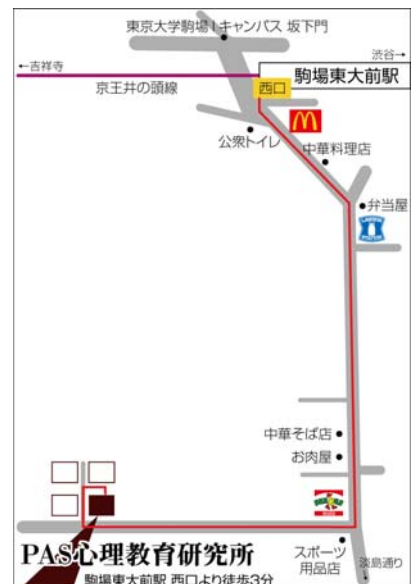 東京大学駒場Iキャンパス 坂下門
渋谷→
←吉祥寺
駒場東大前駅
京王井の頭線
西口
公衆トイレ
中華料理店
弁当屋
中華そば店
お肉屋
PAS心理教育研究所
スポーツ
用品店
淡島通り
駒場東大前駅 西口より徒歩3分